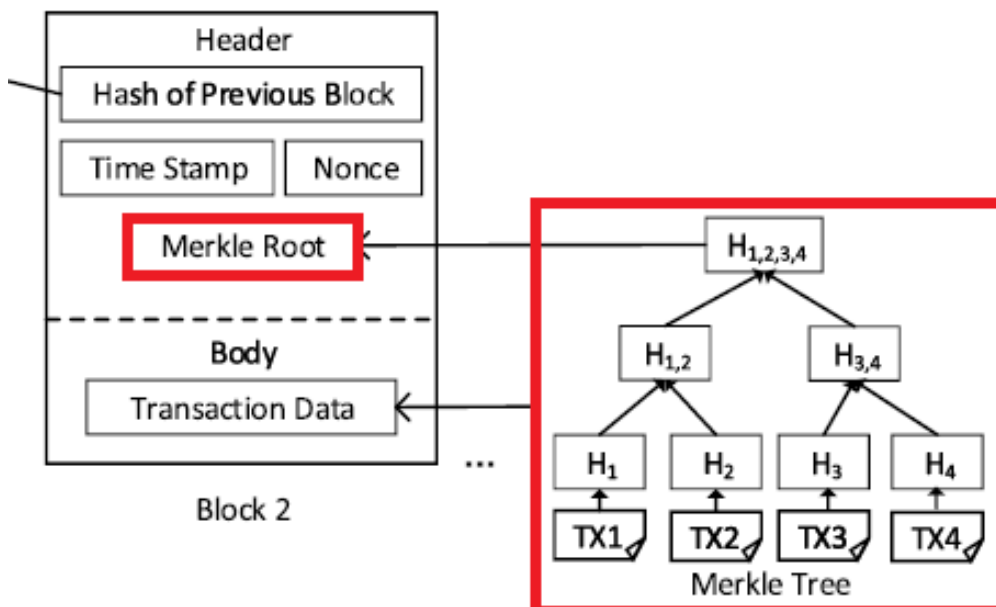 Header
Hash of Previous Block
Time Stamp
Nonce
Merkle Root
Body
Transaction Data
...
Block 2
H1,2,3,4
H1,2
H3,4
H1
H2
H3
H4
TX1
TX2
TX3
TX4
Merkle Tree